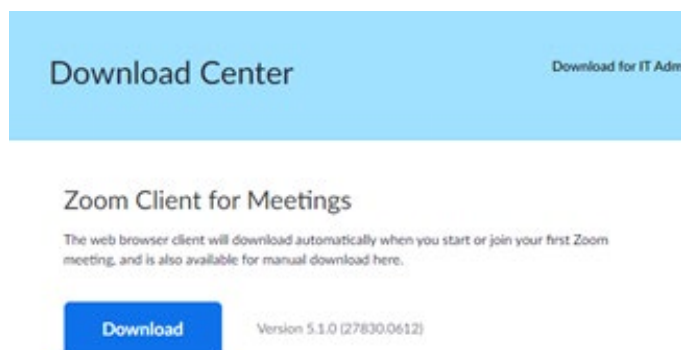 Download Center
Download for IT Adm
Zoom Client for Meetings
The web browser client will download automatically when you start or join your first Zoom
meeting, and is also available for manual download here.
Download
Version 5.1.0 (27830.0612)